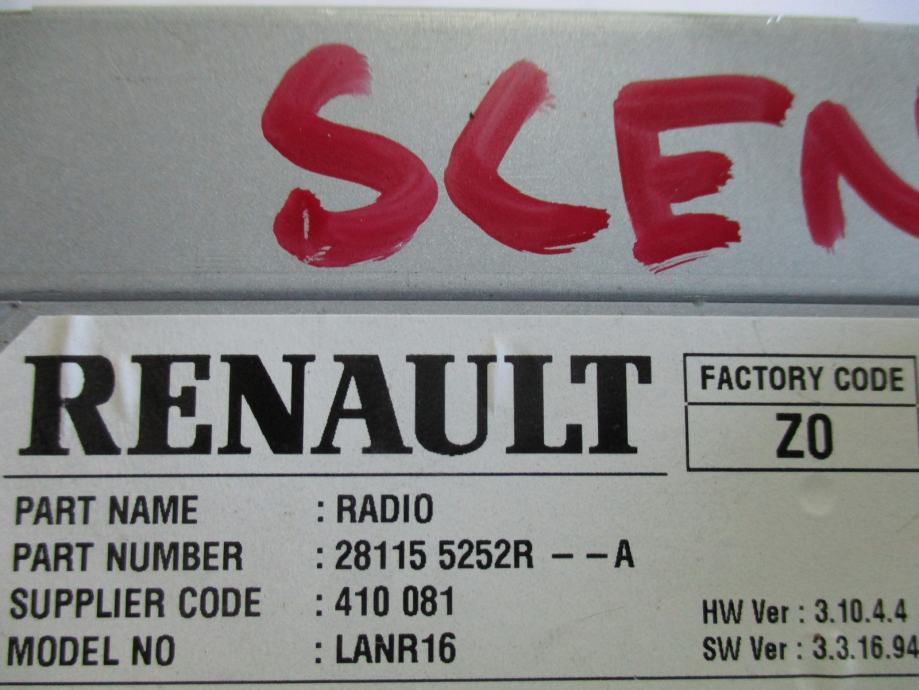 SCEN
RENAULT
FACTORY CODE
Z0
PART NAME : RADIO
PART NUMBER : 28115 5252R – – A
SUPPLIER CODE : 410 081
MODEL NO : LANR16
HW Ver : 3.10.4.4
SW Ver : 3.3.16.94